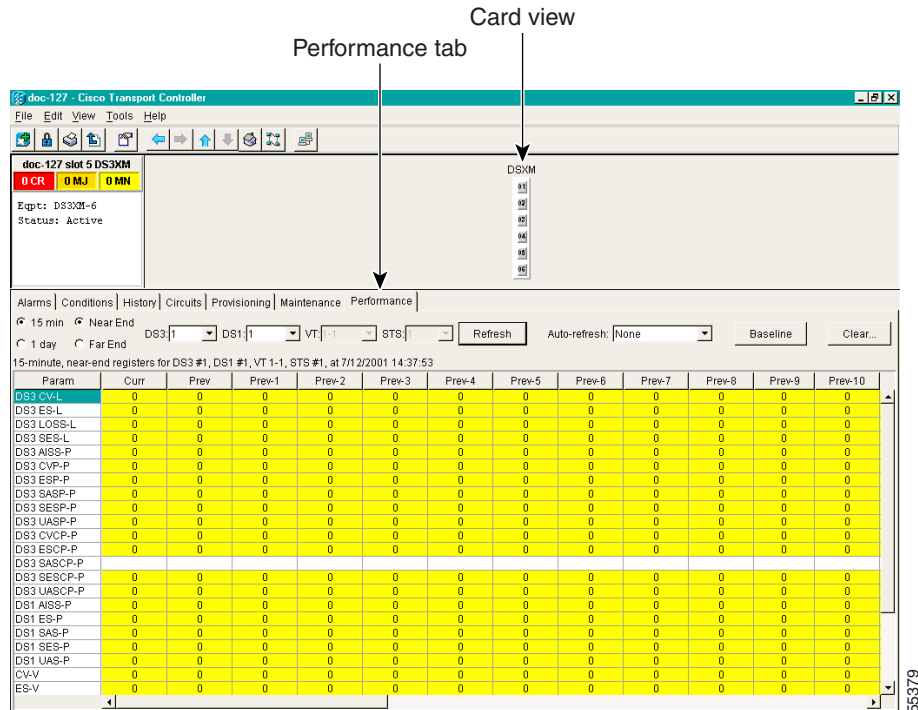 Card view
Performance tab
doc-127 - Cisco Transport Controller
File Edit View Tools Help
doc-127 slot 5 DS3XM
0 CR 0 MJ 0 MN
Eqpt: DS3XM-6
Status: Active
DSXM
01
02
03
04
05
06
Alarms Conditions History Circuits Provisioning Maintenance Performance
15 min Near End
1 day Far End
DS3: 1 DS1: 1 VT: 1-1 STS: 1 Refresh Auto-refresh: None Baseline Clear...
15-minute, near-end registers for DS3 #1, DS1 #1, VT 1-1, STS #1, at 7/12/2001 14:37:53
Param Curr Prev Prev-1 Prev-2 Prev-3 Prev-4 Prev-5 Prev-6 Prev-7 Prev-8 Prev-9 Prev-10
DS3 CV-L 0 0 0 0 0 0 0 0 0 0 0 0
DS3 ES-L 0 0 0 0 0 0 0 0 0 0 0 0
DS3 LOSS-L 0 0 0 0 0 0 0 0 0 0 0 0
DS3 SES-L 0 0 0 0 0 0 0 0 0 0 0 0
DS3 AISS-P 0 0 0 0 0 0 0 0 0 0 0 0
DS3 CVP-P 0 0 0 0 0 0 0 0 0 0 0 0
DS3 ESP-P 0 0 0 0 0 0 0 0 0 0 0 0
DS3 SASP-P 0 0 0 0 0 0 0 0 0 0 0 0
DS3 SESP-P 0 0 0 0 0 0 0 0 0 0 0 0
DS3 UASP-P 0 0 0 0 0 0 0 0 0 0 0 0
DS3 CVCP-P 0 0 0 0 0 0 0 0 0 0 0 0
DS3 ESCP-P 0 0 0 0 0 0 0 0 0 0 0 0
DS3 SASCP-P
DS3 SESCP-P 0 0 0 0 0 0 0 0 0 0 0 0
DS3 UASCP-P 0 0 0 0 0 0 0 0 0 0 0 0
DS1 AISS-P 0 0 0 0 0 0 0 0 0 0 0 0
DS1 ES-P 0 0 0 0 0 0 0 0 0 0 0 0
DS1 SAS-P 0 0 0 0 0 0 0 0 0 0 0 0
DS1 SES-P 0 0 0 0 0 0 0 0 0 0 0 0
DS1 UAS-P 0 0 0 0 0 0 0 0 0 0 0 0
CV-V 0 0 0 0 0 0 0 0 0 0 0 0
ES-V 0 0 0 0 0 0 0 0 0 0 0 0
55379